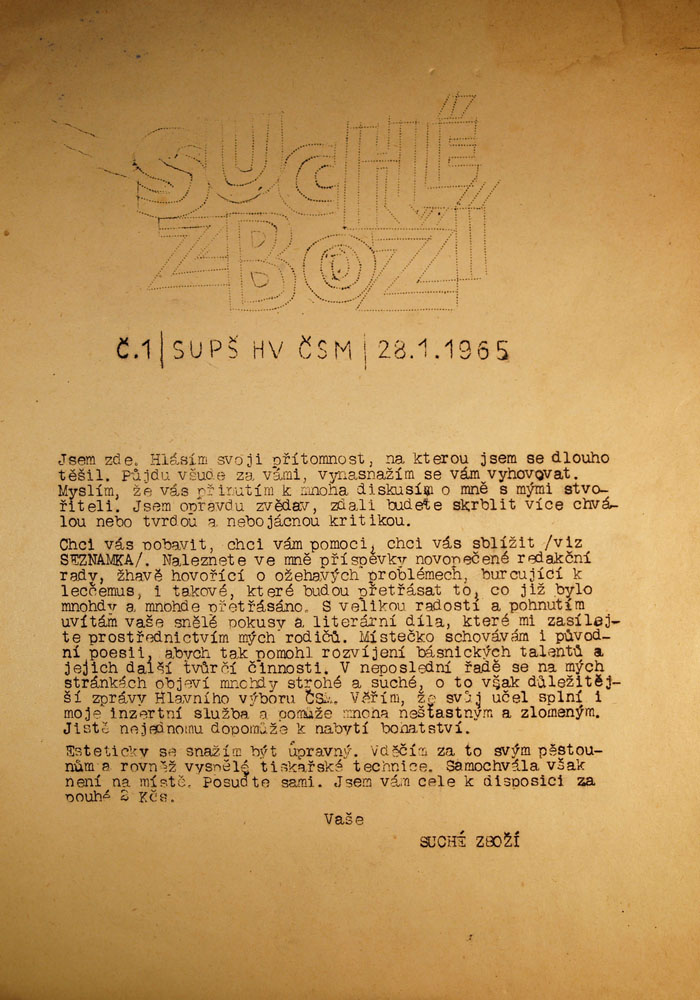 SUCHÉ
ZBOŽÍ
Č.1 | SUPŠ HV ČSM | 28.1.1965
Jsem zde. Hlásím svoji přítomnost, na kterou jsem se dlouho
těšil. Půjdu všude za vámi, vynasnažím se vám vyhovovat.
Myslím, že vás přinutím k mnoha diskusím o mně s mými stvo-
řiteli. Jsem opravdu zvědav, zdali budete skrblit více chvá-
lou nebo tvrdou a nebojácnou kritikou.
Chci vás pobavit, chci vám pomoci, chci vás sblížit /viz
SEZNAMKA/. Naleznete ve mně příspěvky novopečené redakční
rady, žhavě hovořící o ožehavých problémech, burcující k
lecčemus, i takové, které budou přetřásat to, co již bylo
mnohdy a mnohde přetřásáno. S velikou radostí a pohnutím
uvítám vaše smělé pokusy a literární díla, které mi zasílej-
te prostřednictvím mých rodičů. Místečko schovávám i původ-
ní poesii, abych tak pomohl rozvíjení básnických talentů a
jejich další tvůrčí činnosti. V neposlední řadě se na mých
stránkách objeví mnohdy strohé a suché, o to však důležitěj-
ší zprávy Hlavního výboru ČSM. Věřím, že svůj učel splní i
moje inzertní služba a pomůže mnoha nešťastným a zlomeným.
Jistě nejednomu dopomůže k nabytí bohatství.
Esteticky se snažím být úpravný. Vděčím za to svým pěstou-
nům a rovněž vyspělé tiskařské technice. Samochvála však
není na místě. Posuďte sami. Jsem vám cele k disposici za
pouhé 2 Kčs.
Vaše
SUCHÉ ZBOŽÍ